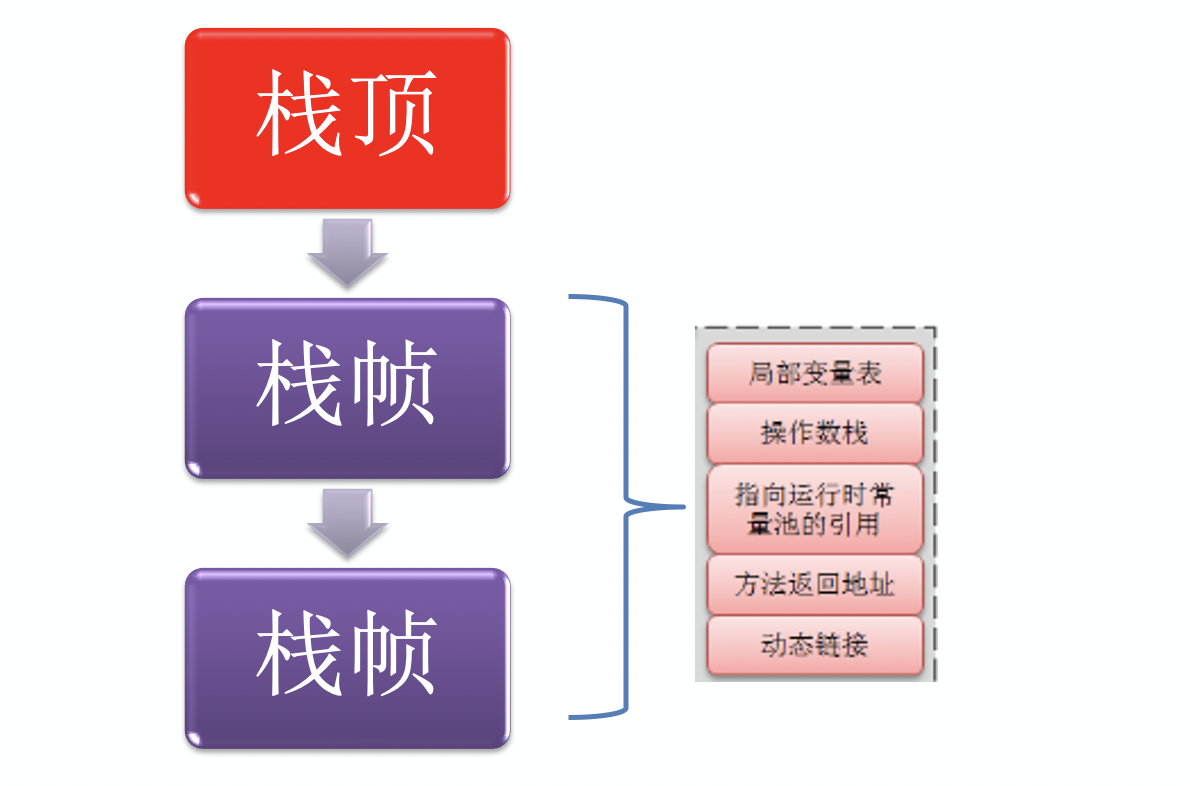 栈顶
栈帧
栈帧
局部变量表
操作数栈
指向运行时常
量池的引用
方法返回地址
动态链接